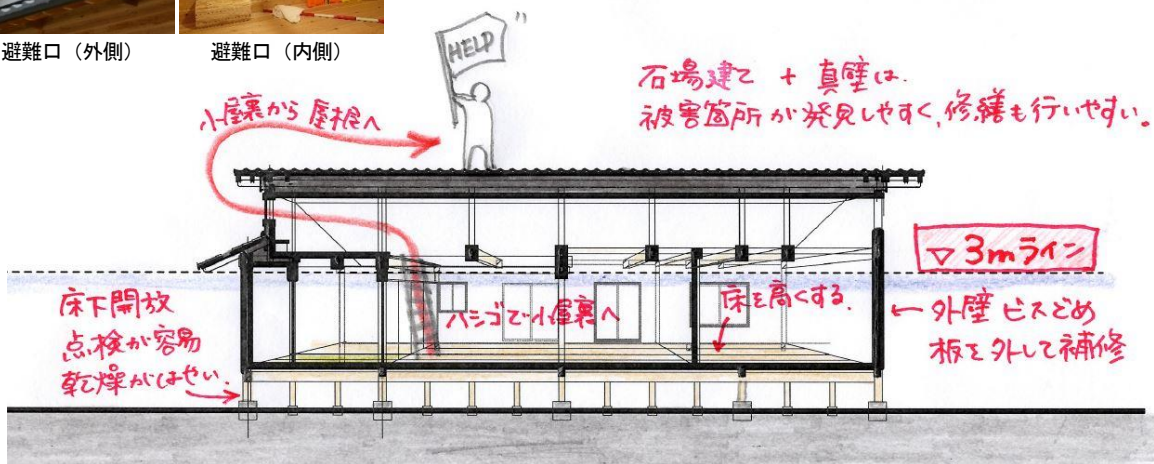 避難口（外側）
避難口（内側）
HELP"
石場建て + 真壁は、
被害箇所が発見しやすく、修繕も行いやすい。
小屋裏から屋根へ
▽3mライン
床下開放
点検が容易
乾燥がはやい。
ハシゴで小屋裏へ
床を高くする。
← 外壁 ビスどめ
板を外して補修